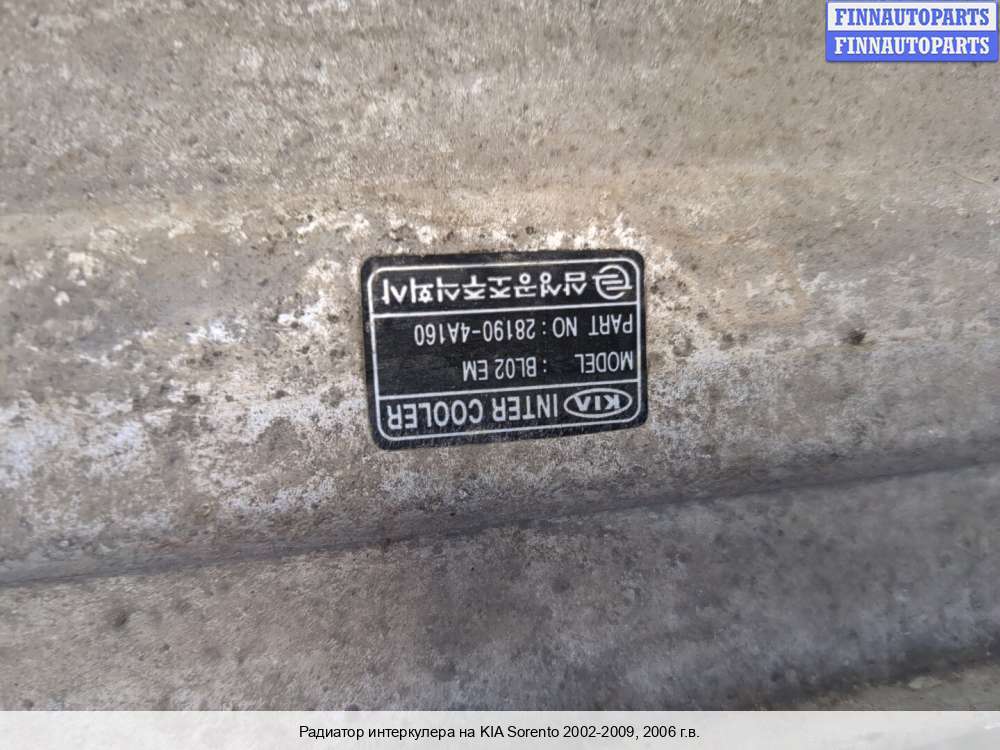 FINNAUTOPARTS
FINNAUTOPARTS
KIA INTER COOLER
MODEL : BL02 EM
PART NO : 28190-4A160
삼성공조주식회사
Радиатор интеркулера на KIA Sorento 2002-2009, 2006 г.в.